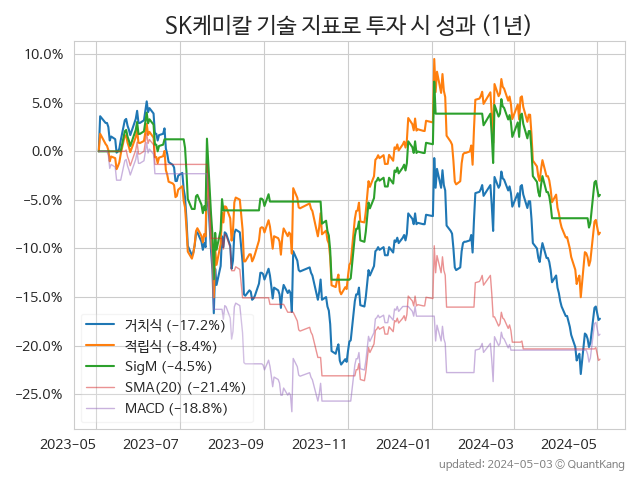 SK케미칼 기술 지표로 투자 시 성과 (1년)
10.0%
5.0%
0.0%
−5.0%
−10.0%
−15.0%
−20.0%
−25.0%
거치식 (−17.2%)
적립식 (−8.4%)
SigM (−4.5%)
SMA(20) (−21.4%)
MACD (−18.8%)
2023-05 2023-07 2023-09 2023-11 2024-01 2024-03 2024-05
updated: 2024-05-03 © QuantKang